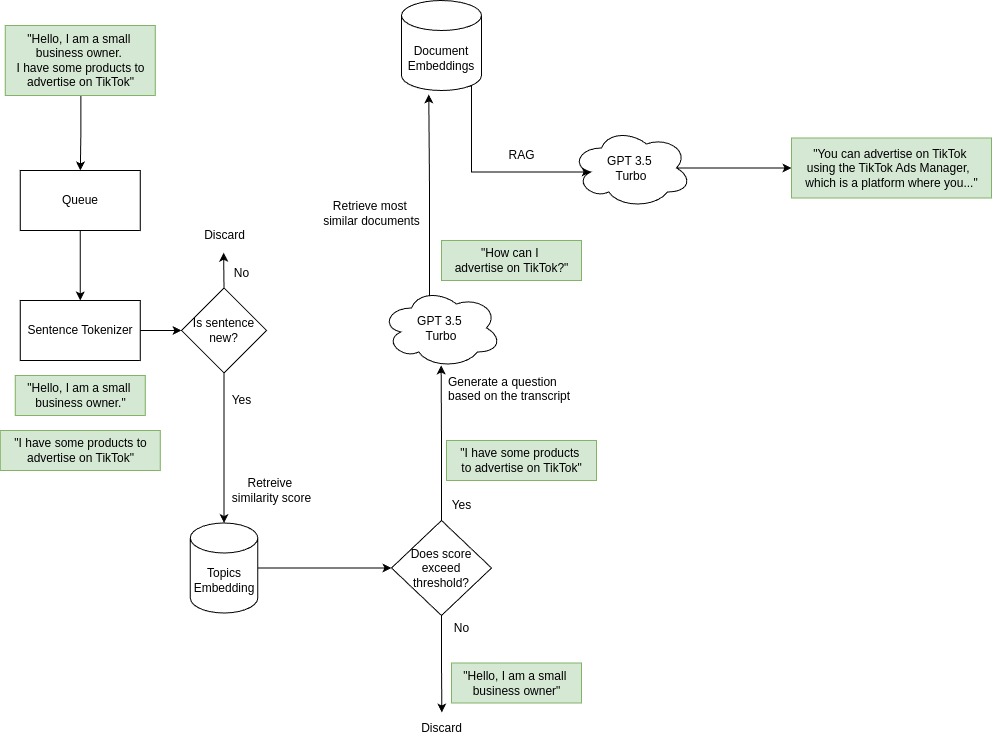 "Hello, I am a small
business owner.
I have some products to
advertise on TikTok"
Queue
Sentence Tokenizer
"Hello, I am a small
business owner."
"I have some products to
advertise on TikTok"
Discard
No
Is sentence
new?
Yes
Retreive
similarity score
Topics
Embedding
Does score
exceed
threshold?
No
"Hello, I am a small
business owner"
Discard
Yes
"I have some products
to advertise on TikTok"
Generate a question
based on the transcript
GPT 3.5
Turbo
"How can I
advertise on TikTok?"
Retrieve most
similar documents
Document
Embeddings
RAG
GPT 3.5
Turbo
"You can advertise on TikTok
using the TikTok Ads Manager,
which is a platform where you..."